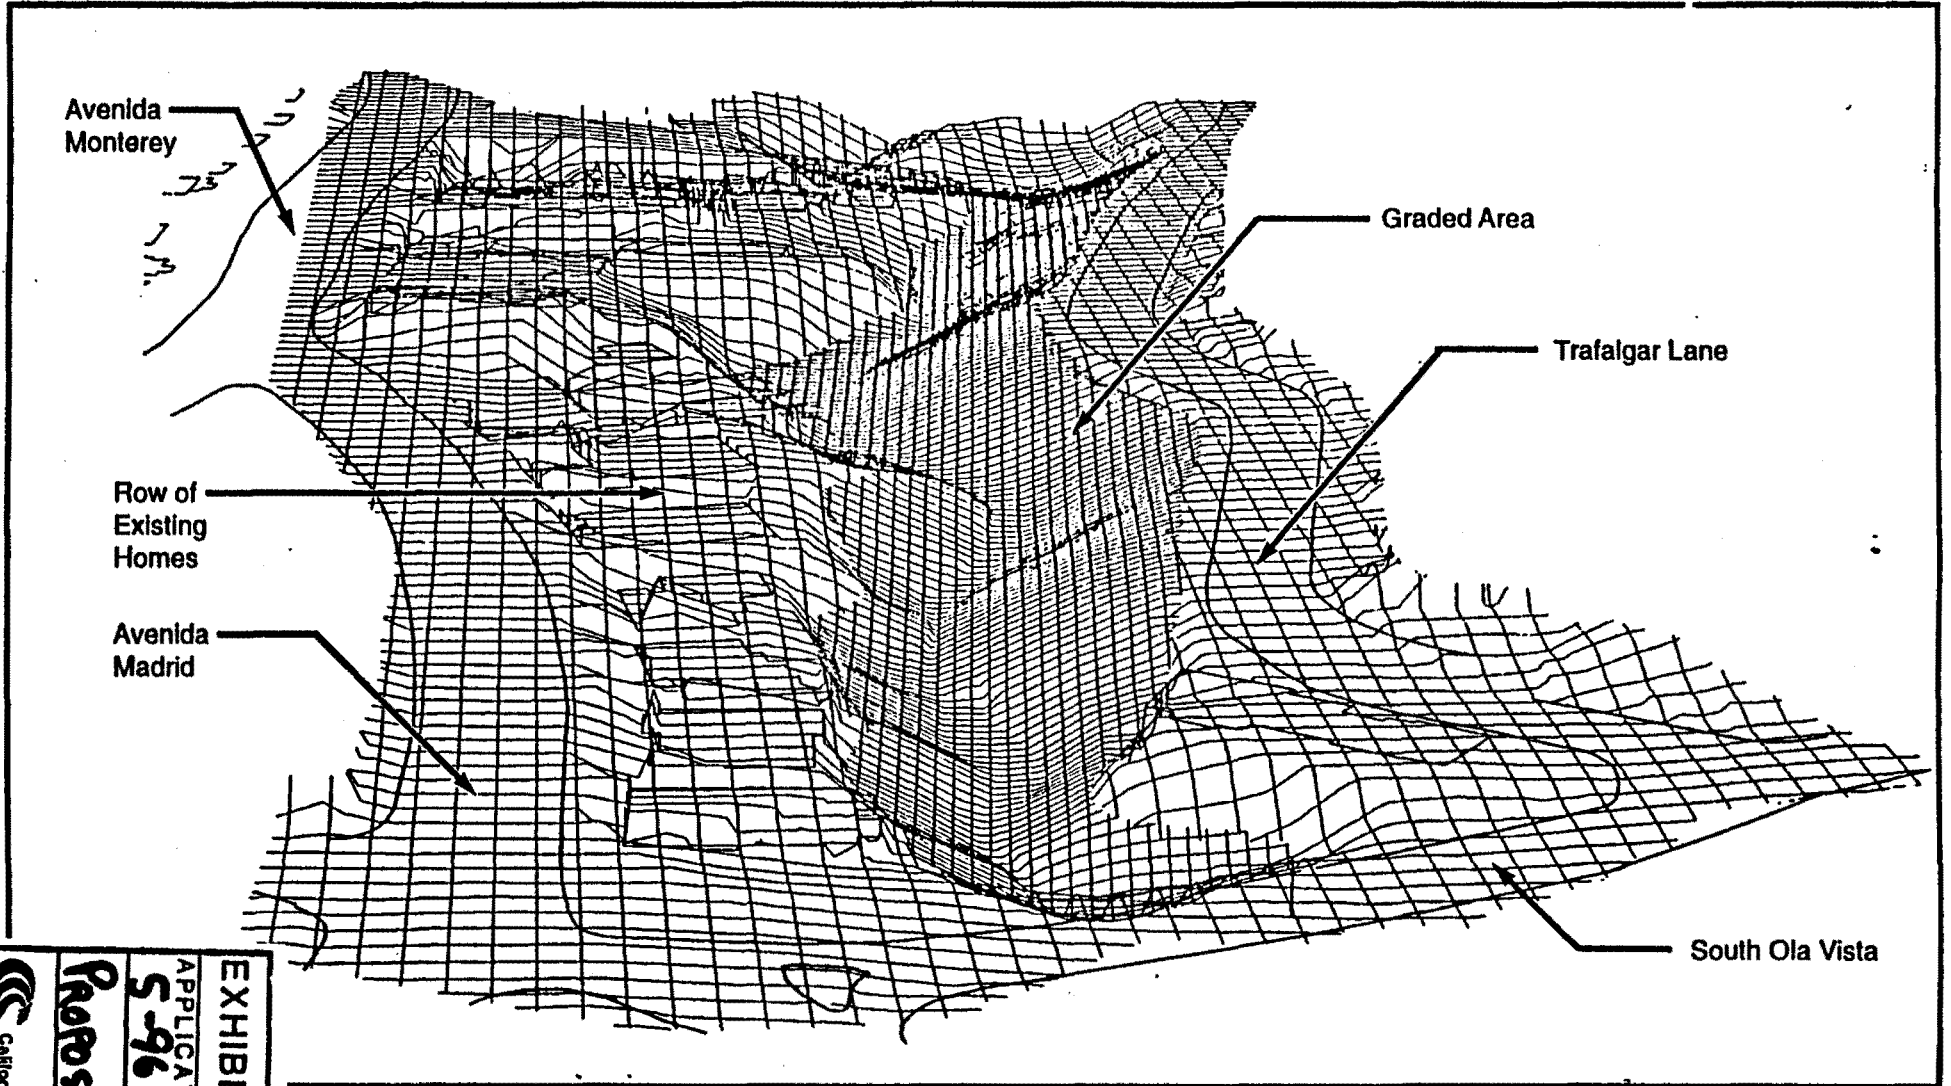 Avenida
Monterey
Graded Area
Trafalgar Lane
Row of
Existing
Homes
Avenida
Madrid
South Ola Vista
EXHIBI
APPLICA
5-96
PROPOS
Califo